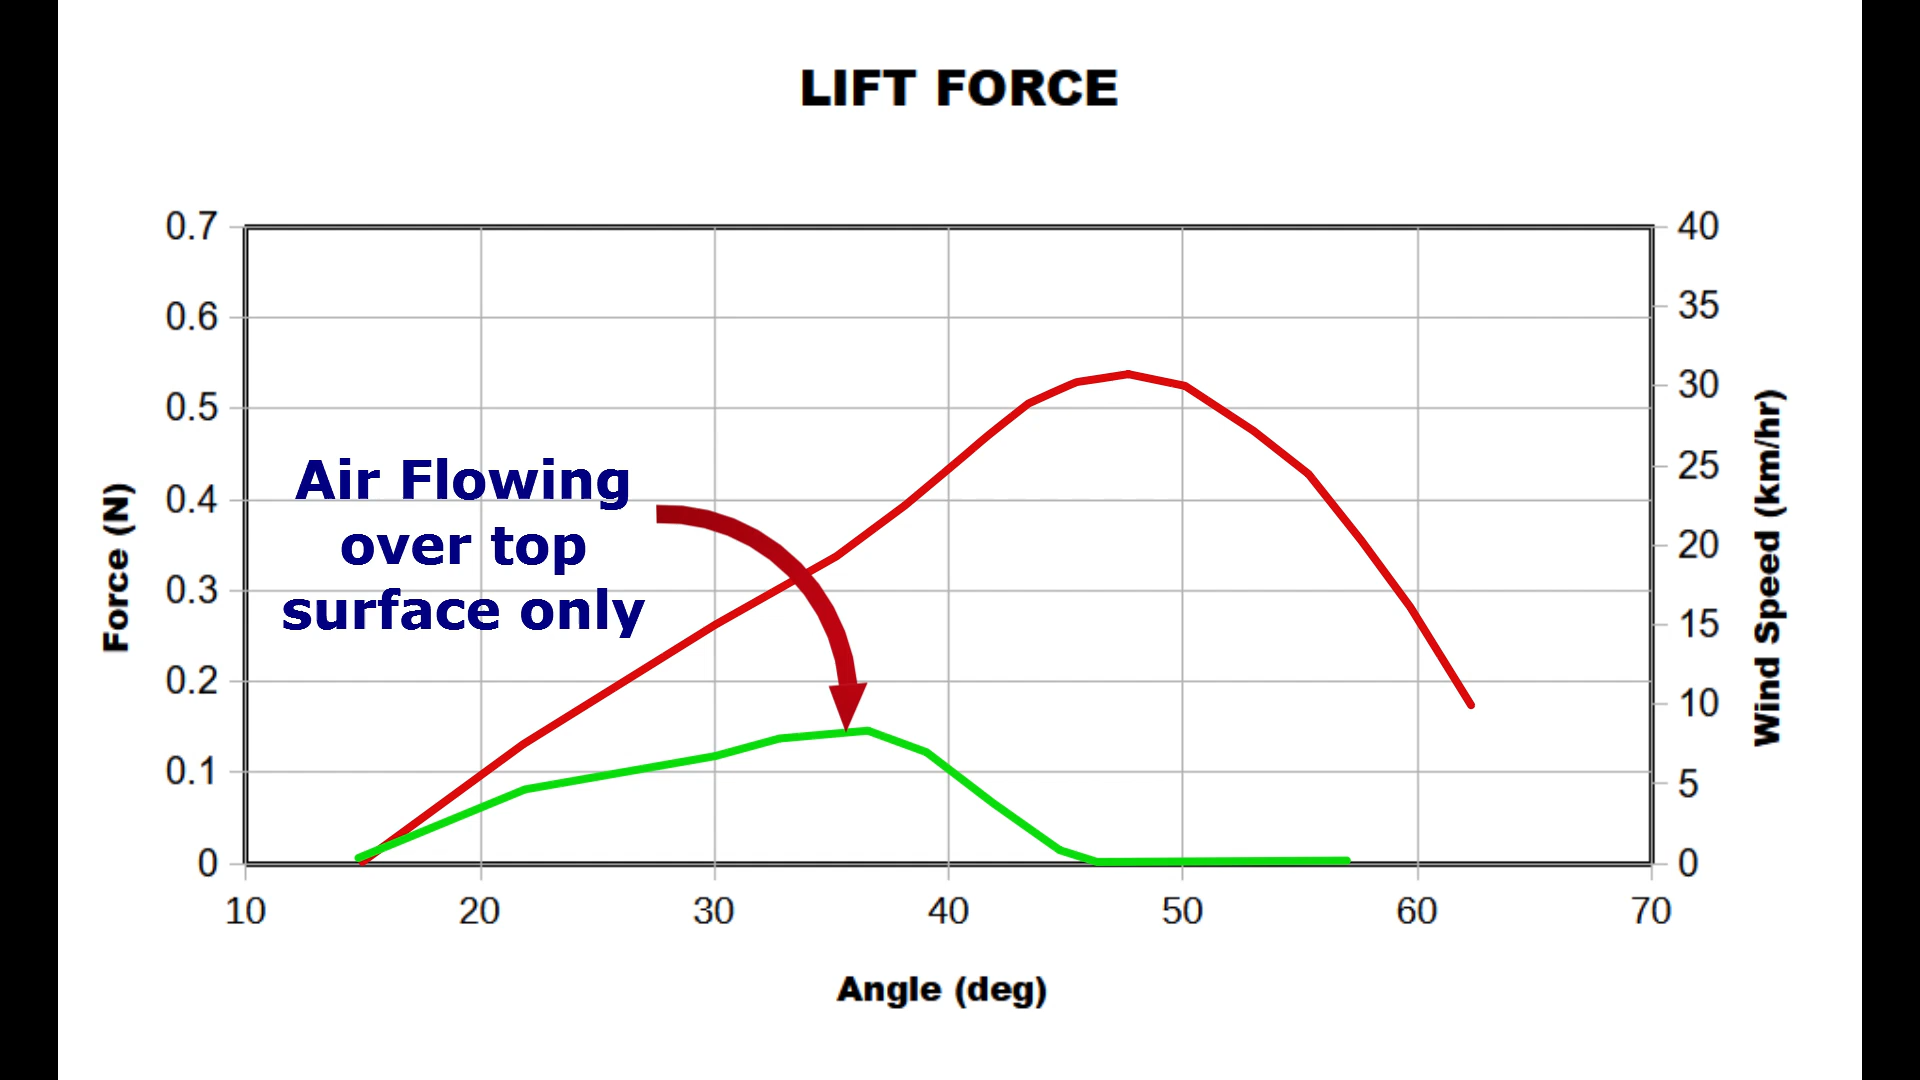 LIFT FORCE
0.7
0.6
0.5
0.4
0.3
0.2
0.1
0
Force (N)
Air Flowing
over top
surface only
40
35
30
25
20
15
10
5
0
Wind Speed (km/hr)
10 20 30 40 50 60 70
Angle (deg)